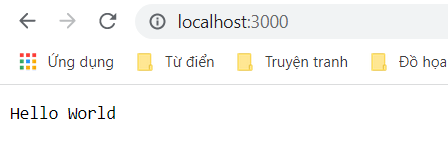 localhost:3000
Ứng dụng Từ điển Truyện tranh Đồ họa
Hello World